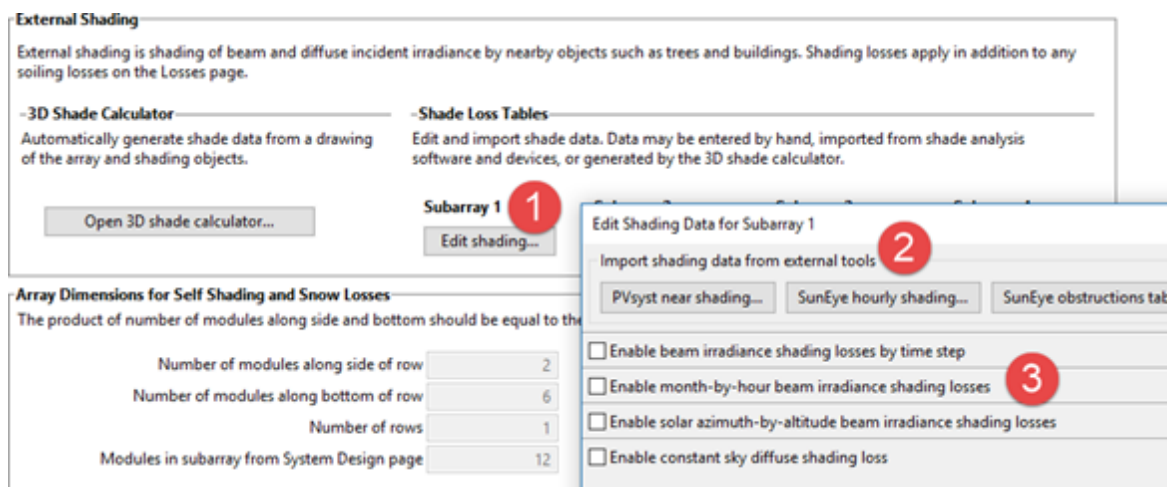 External Shading
External shading is shading of beam and diffuse incident irradiance by nearby objects such as trees and buildings. Shading losses apply in addition to any
soiling losses on the Losses page.
3D Shade Calculator
Automatically generate shade data from a drawing
of the array and shading objects.
Open 3D shade calculator...
Shade Loss Tables
Edit and import shade data. Data may be entered by hand, imported from shade analysis
software and devices, or generated by the 3D shade calculator.
Subarray 1
1
Edit shading...
Edit Shading Data for Subarray 1
2
Import shading data from external tools
PVsyst near shading... SunEye hourly shading... SunEye obstructions
Enable beam irradiance shading losses by time step
Enable month-by-hour beam irradiance shading losses
3
Enable solar azimuth-by-altitude beam irradiance shading losses
Enable constant sky diffuse shading loss
Array Dimensions for Self Shading and Snow Losses
The product of number of modules along side and bottom should be equal to the
Number of modules along side of row 2
Number of modules along bottom of row 6
Number of rows 1
Modules in subarray from System Design page 12